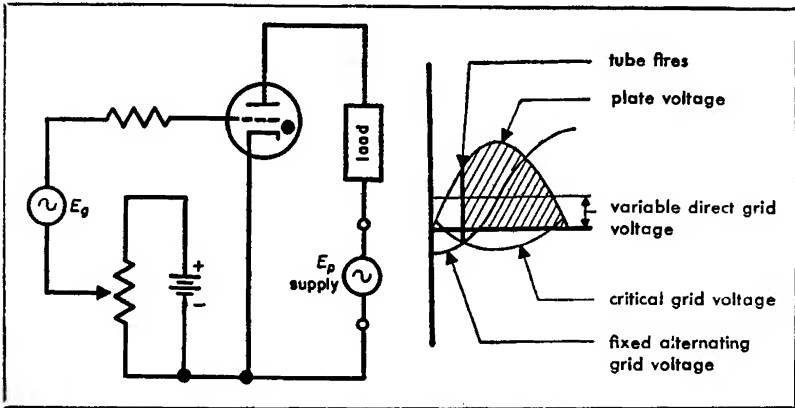 E_g
+
-
load
E_p
supply
tube fires
plate voltage
variable direct grid
voltage
critical grid voltage
fixed alternating
grid voltage